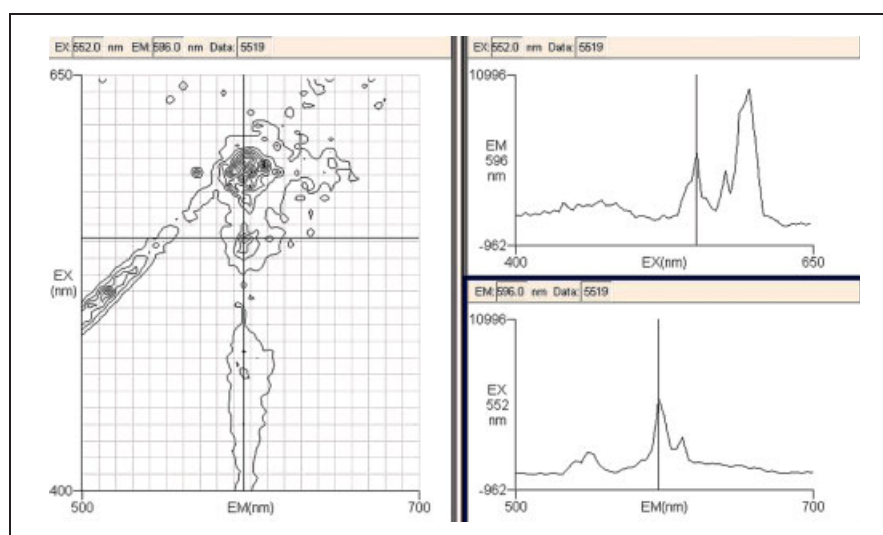 EX: 552.0 nm EM: 596.0 nm Data: 5519
650
EX
(nm)
400
500 EM(nm) 700
EX: 552.0 nm Data: 5519
10996
EM
596
nm
-962
400 EX(nm) 650
EM: 596.0 nm Data: 5519
10996
EX
552
nm
-962
500 EM(nm) 700